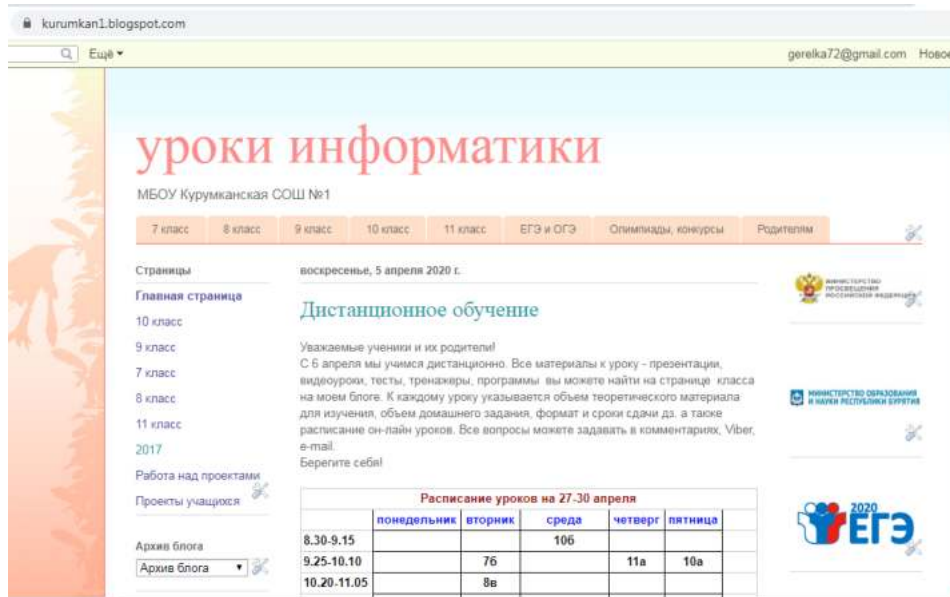 kurumkan1.blogspot.com
Ещё
gerelka72@gmail.com Новое
уроки информатики
МБОУ Курумканская СОШ №1
7 класс 8 класс 9 класс 10 класс 11 класс ЕГЭ и ОГЭ Олимпиады, конкурсы Родителям
Страницы
Главная страница
10 класс
9 класс
7 класс
8 класс
11 класс
2017
Работа над проектами
Проекты учащихся
Архив блога
Архив блога
воскресенье, 5 апреля 2020 г.
Дистанционное обучение
Уважаемые ученики и их родители!
С 6 апреля мы учимся дистанционно. Все материалы к уроку - презентации,
видеоуроки, тесты, тренажеры, программы вы можете найти на странице класса
на моем блоге. К каждому уроку указывается объем теоретического материала
для изучения, объем домашнего задания, формат и сроки сдачи дз. а также
расписание он-лайн уроков. Все вопросы можете задавать в комментариях, Viber,
e-mail.
Берегите себя!
Расписание уроков на 27-30 апреля
понедельник вторник среда четверг пятница
8.30-9.15 10б
9.25-10.10 7б 11а 10а
10.20-11.05 8в
МИНИСТЕРСТВО
ПРОСВЕЩЕНИЯ
РОССИЙСКОЙ ФЕДЕРАЦИИ
МИНИСТЕРСТВО ОБРАЗОВАНИЯ
И НАУКИ РЕСПУБЛИКИ БУРЯТИЯ
2020
ЕГЭ